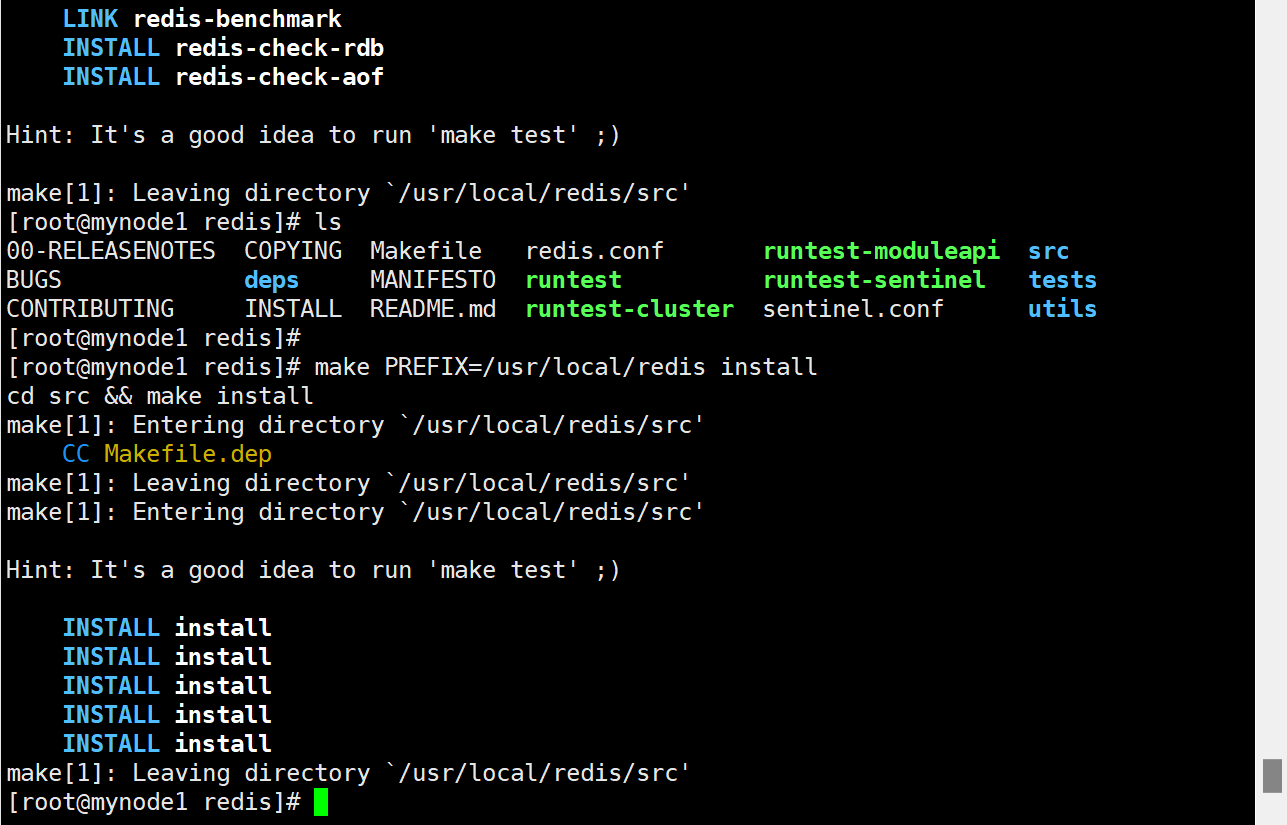 LINK redis-benchmark
INSTALL redis-check-rdb
INSTALL redis-check-aof
Hint: It's a good idea to run 'make test' ;)
make[1]: Leaving directory `/usr/local/redis/src'
[root@mynode1 redis]# ls
00-RELEASENOTES  COPYING  Makefile   redis.conf       runtest-moduleapi  src
BUGS             deps     MANIFESTO  runtest          runtest-sentinel   tests
CONTRIBUTING     INSTALL  README.md  runtest-cluster  sentinel.conf      utils
[root@mynode1 redis]#
[root@mynode1 redis]# make PREFIX=/usr/local/redis install
cd src && make install
make[1]: Entering directory `/usr/local/redis/src'
CC Makefile.dep
make[1]: Leaving directory `/usr/local/redis/src'
make[1]: Entering directory `/usr/local/redis/src'
Hint: It's a good idea to run 'make test' ;)
INSTALL install
INSTALL install
INSTALL install
INSTALL install
INSTALL install
make[1]: Leaving directory `/usr/local/redis/src'
[root@mynode1 redis]#